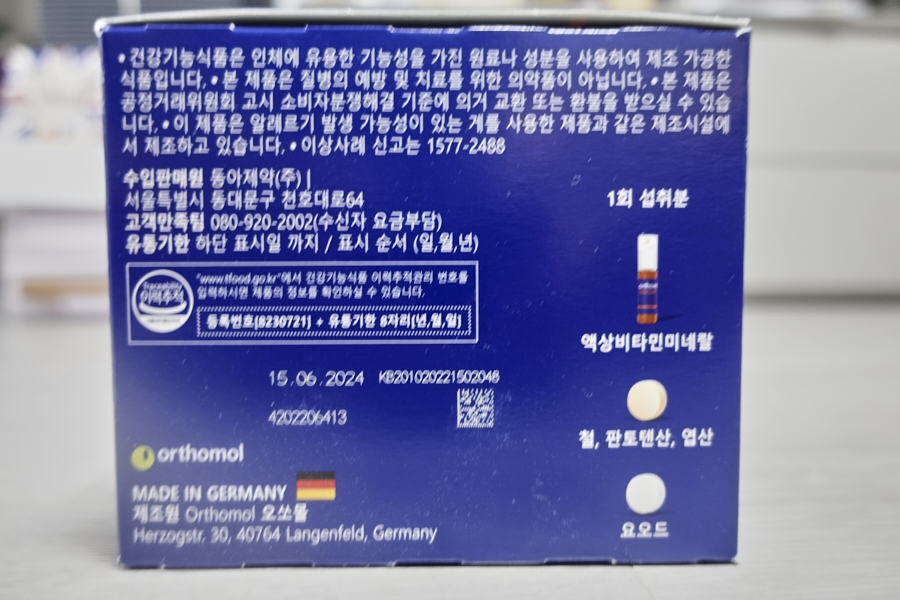 • 건강기능식품은 인체에 유용한 기능성을 가진 원료나 성분을 사용하여 제조 가공한
식품입니다. • 본 제품은 질병의 예방 및 치료를 위한 의약품이 아닙니다. • 본 제품은
공정거래위원회 고시 소비자분쟁해결 기준에 의거 교환 또는 환불을 받으실 수 있습
니다. • 이 제품은 알레르기 발생 가능성이 있는 게를 사용한 제품과 같은 제조시설에
서 제조하고 있습니다. • 이상사례 신고는 1577-2488
수입판매원 동아제약(주) |
서울특별시 동대문구 천호대로64
고객만족팀 080-920-2002(수신자 요금부담)
유통기한 하단 표시일 까지 / 표시 순서 (일,월,년)
Traceability
이력추적
"www.tfood.go.kr"에서 건강기능식품 이력추적관리 번호를
입력하시면 제품의 정보를 확인하실 수 있습니다.
등록번호[8230721] + 유통기한 8자리[년,월,일]
15.06.2024 KB201020221502048
4202206413
orthomol
MADE IN GERMANY
제조원 Orthomol 오쏘몰
Herzogstr. 30, 40764 Langenfeld, Germany
1회 섭취분
액상비타민미네랄
철, 판토텐산, 엽산
요오드